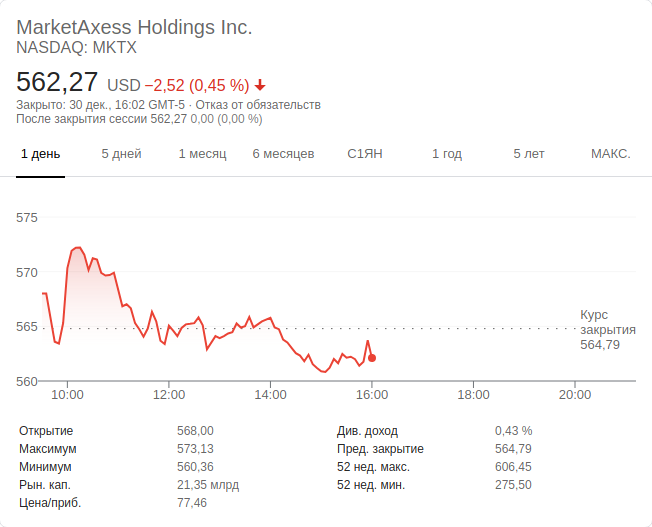 MarketAxess Holdings Inc.
NASDAQ: MKTX
562,27 USD −2,52 (0,45 %)
Закрыто: 30 дек., 16:02 GMT-5 · Отказ от обязательств
После закрытия сессии 562,27 0,00 (0,00 %)
1 день 5 дней 1 месяц 6 месяцев С1ЯН 1 год 5 лет МАКС.
575
570
565
560
Курс
закрытия
564,79
10:00 12:00 14:00 16:00 18:00 20:00
Открытие 568,00 Див. доход 0,43 %
Максимум 573,13 Пред. закрытие 564,79
Минимум 560,36 52 нед. макс. 606,45
Рын. кап. 21,35 млрд 52 нед. мин. 275,50
Цена/приб. 77,46